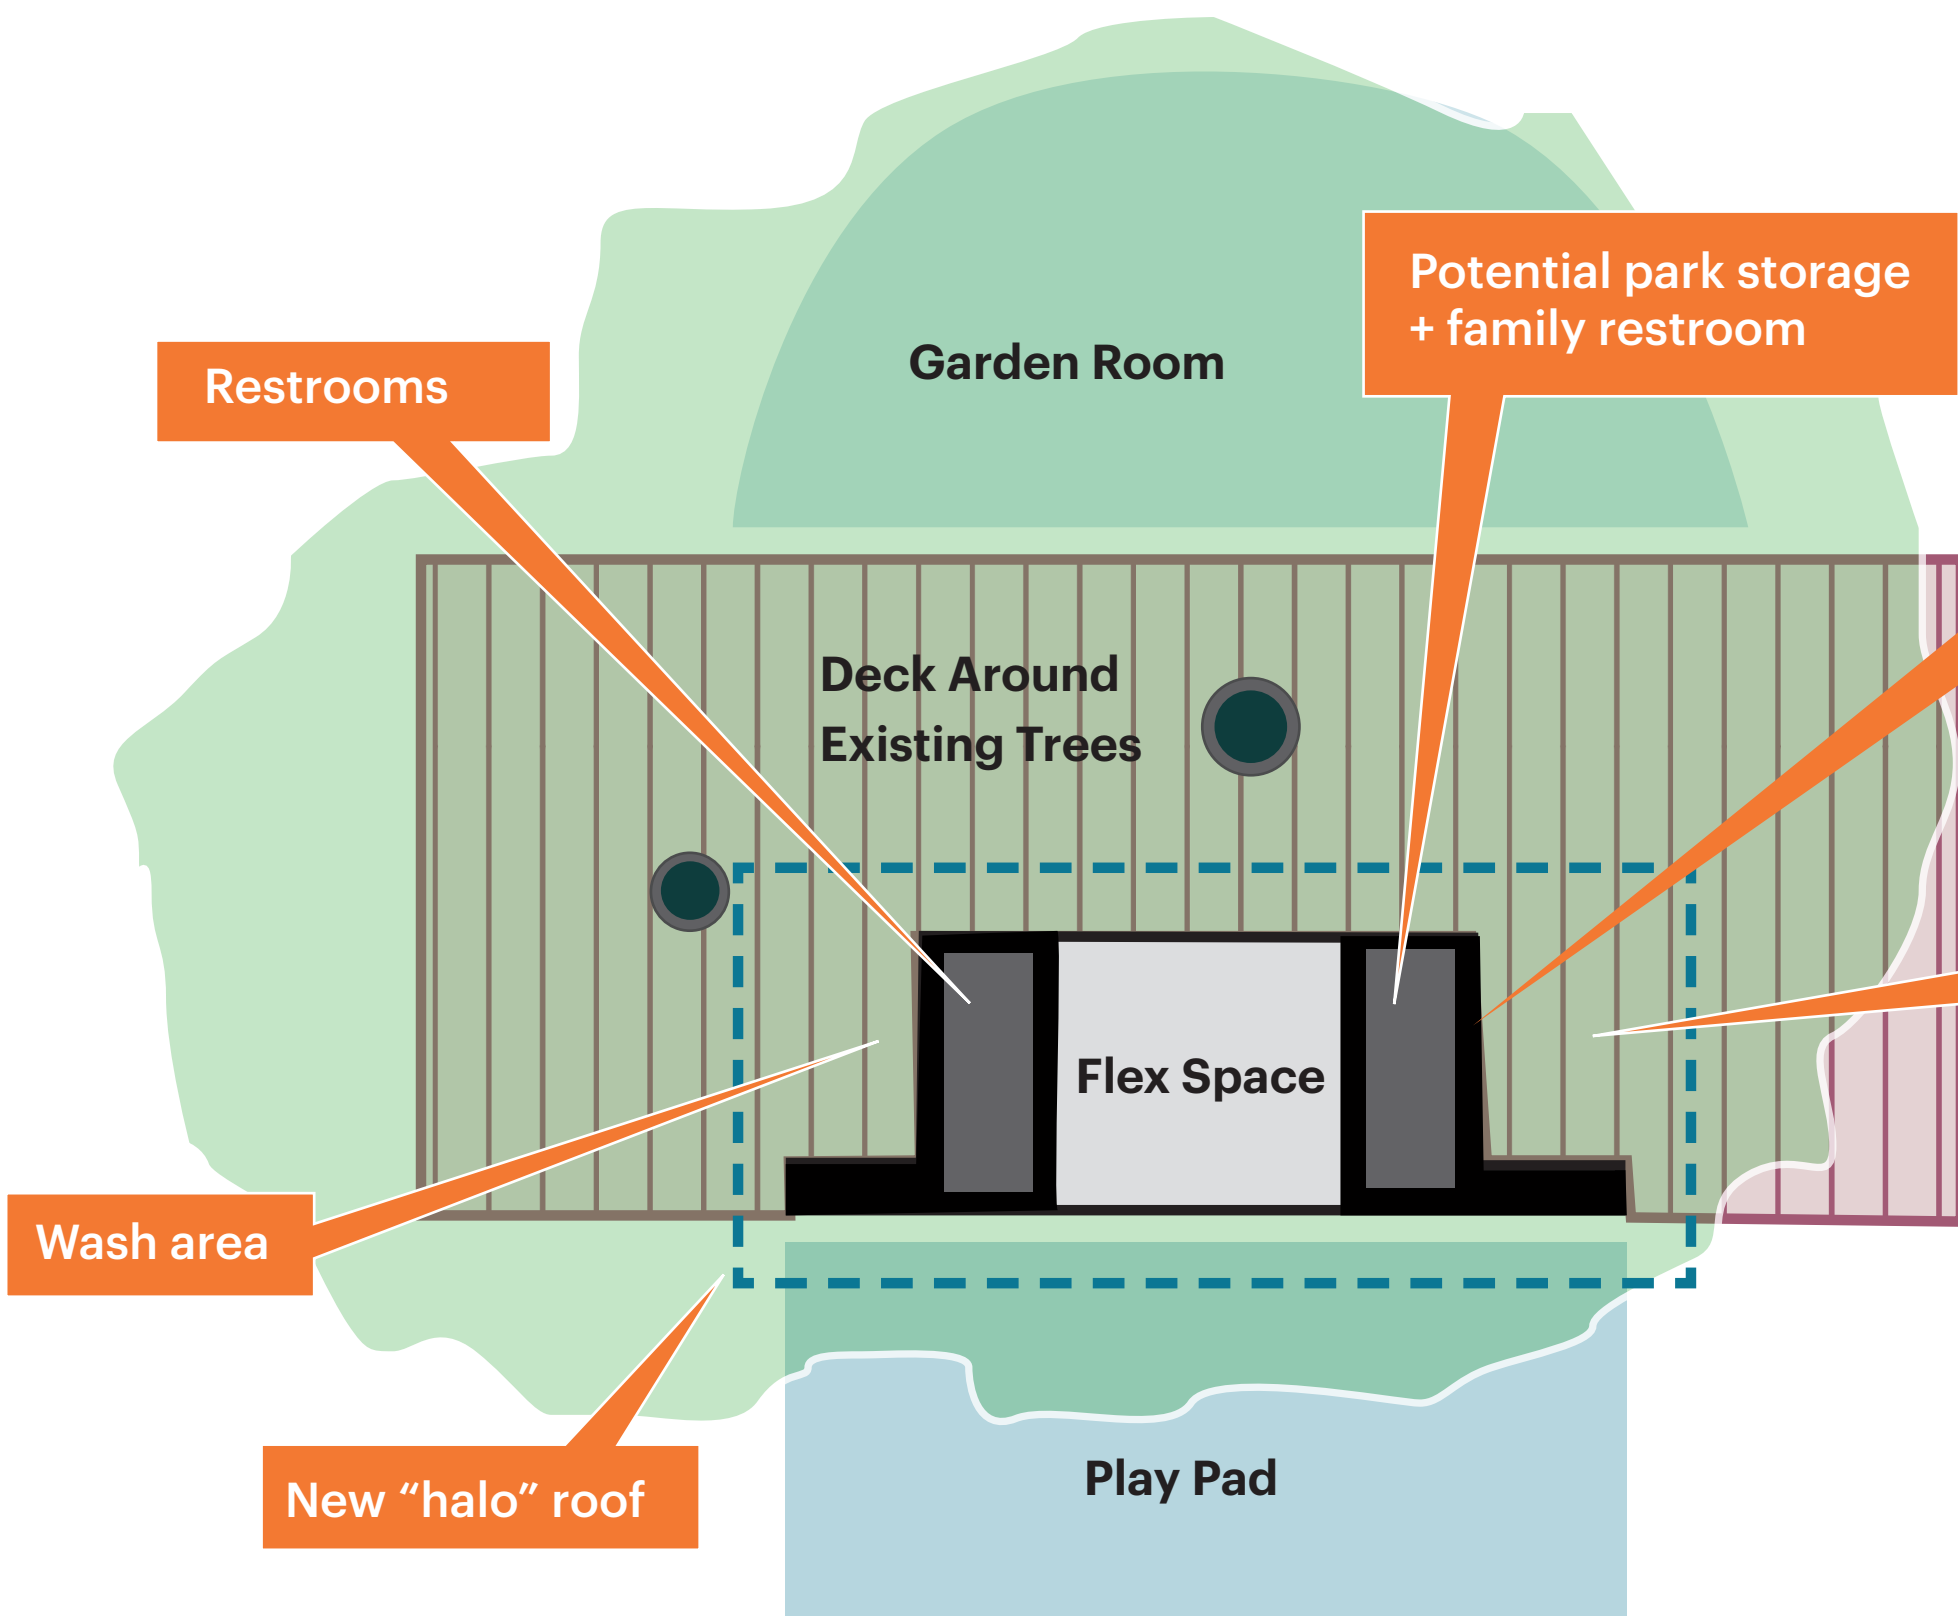 Potential park storage
+ family restroom
Garden Room
Restrooms
Deck Around
Existing Trees
Flex Space
Wash area
Play Pad
New “halo” roof